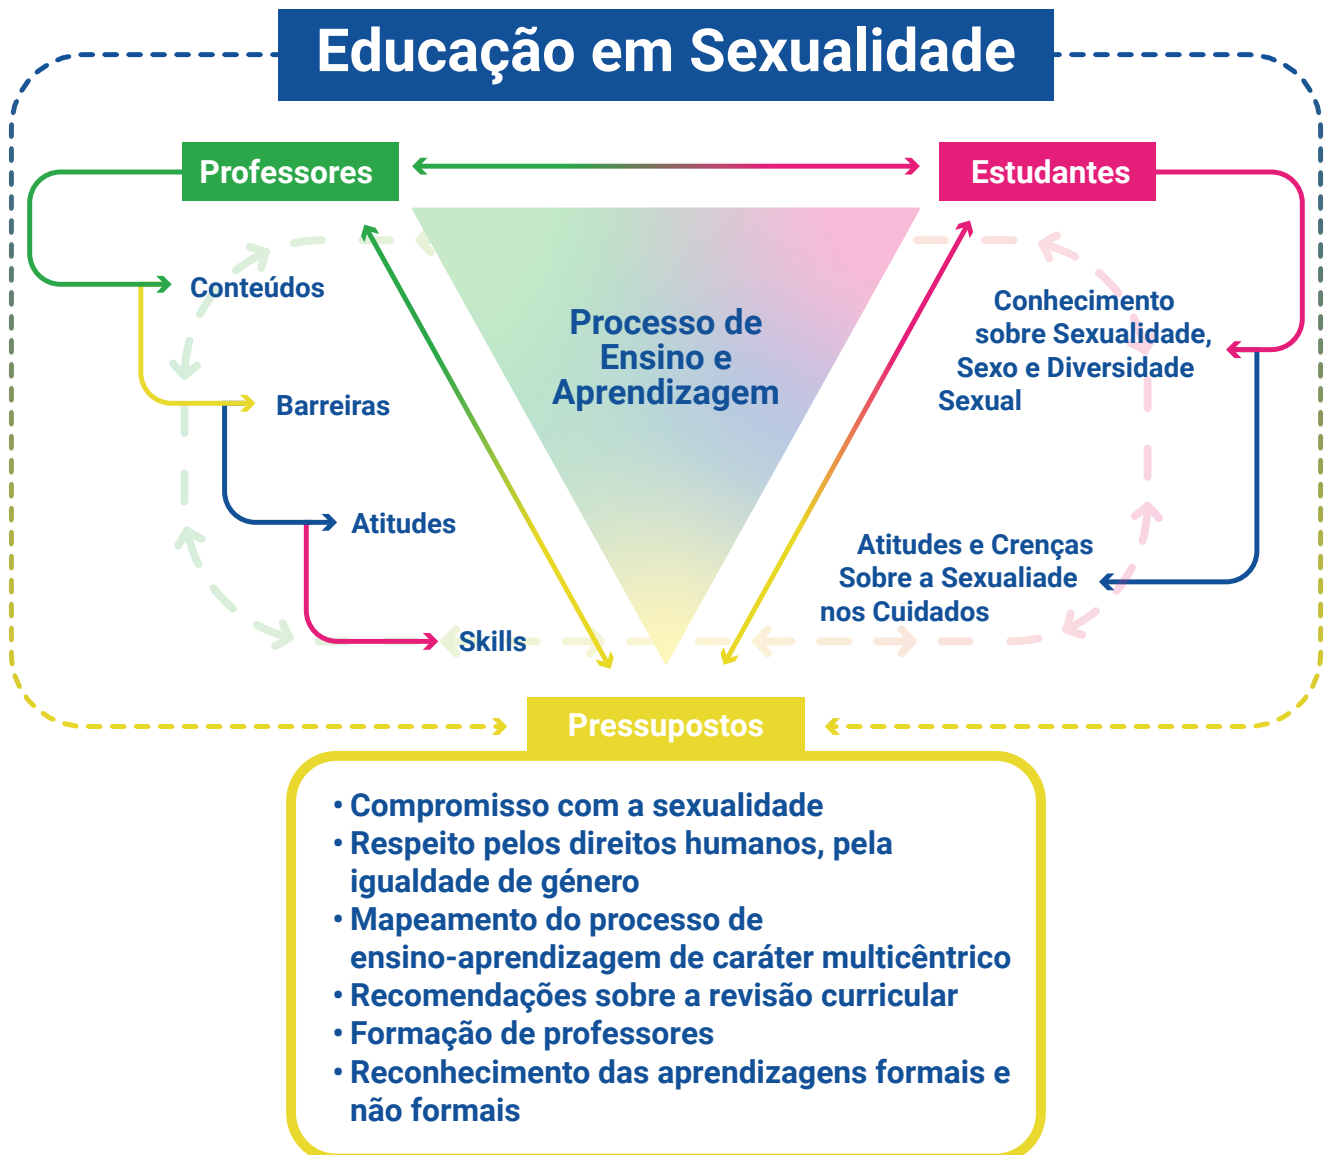 Educação em Sexualidade
Professores
Estudantes
Conteúdos
Barreiras
Atitudes
Skills
Processo de
Ensino e
Aprendizagem
Conhecimento
sobre Sexualidade,
Sexo e Diversidade
Sexual
Atitudes e Crenças
Sobre a Sexualiade
nos Cuidados
Pressupostos
• Compromisso com a sexualidade
• Respeito pelos direitos humanos, pela
igualdade de género
• Mapeamento do processo de
ensino-aprendizagem de caráter multicêntrico
• Recomendações sobre a revisão curricular
• Formação de professores
• Reconhecimento das aprendizagens formais e
não formais